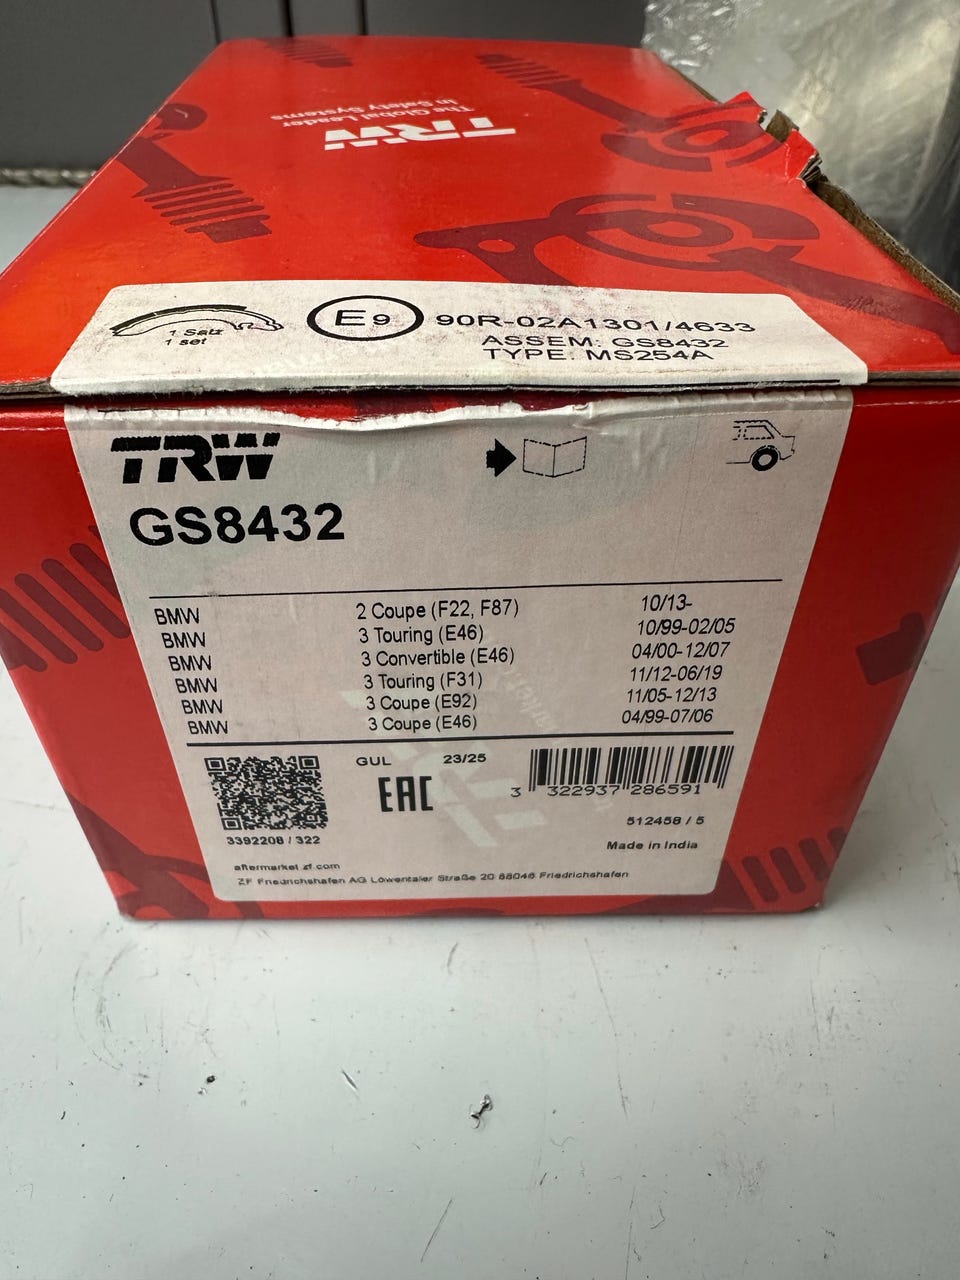 TRW
The Global Leader
in Safety Systems
1 Satz
1 set
E9
90R-02A1301/4633
ASSEM: GS8432
TYPE: MS254A
TRW
GS8432
BMW 2 Coupe (F22, F87) 10/13-
BMW 3 Touring (E46) 10/99-02/05
BMW 3 Convertible (E46) 04/00-12/07
BMW 3 Touring (F31) 11/12-06/19
BMW 3 Coupe (E92) 11/05-12/13
BMW 3 Coupe (E46) 04/99-07/06
GUL 23/25
EAC
3 322937 286591
3392208 / 322
512458 / 5
Made in India
aftermarket.zf.com
ZF Friedrichshafen AG Löwentaler Straße 20 88046 Friedrichshafen